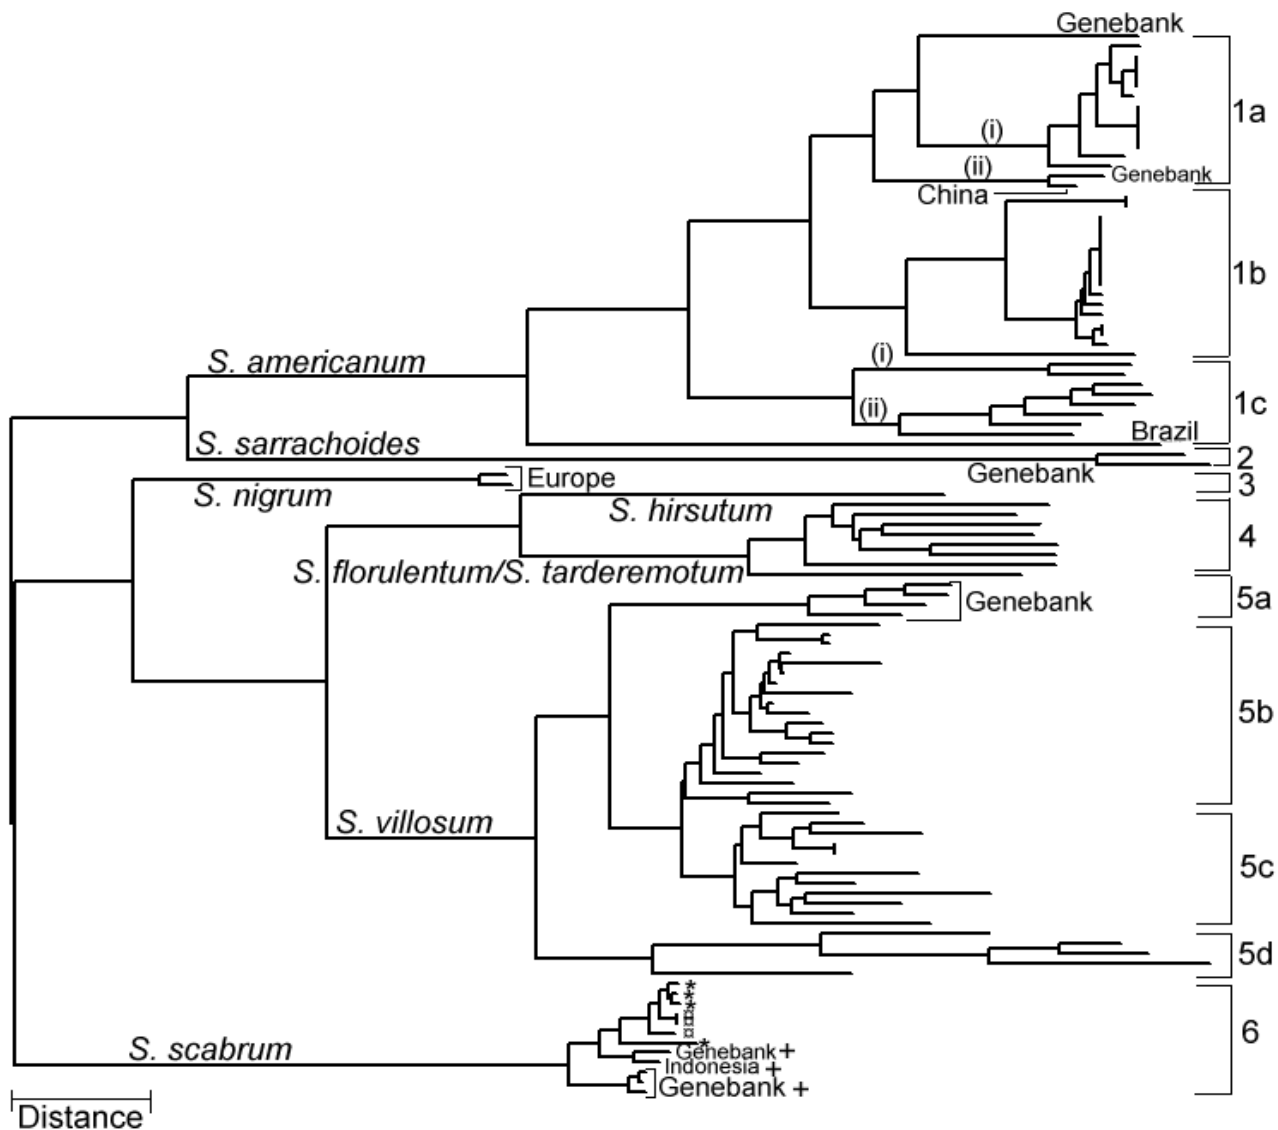 Genebank
1a
(i)
(ii)
Genebank
China
1b
(i)
S. americanum
1c
(ii)
Brazil
S. sarrachoides
2
Genebank
Europe
3
S. nigrum
S. hirsutum
4
S. florulentum/S. tarderemotum
5a
Genebank
5b
S. villosum
5c
5d
*
*
*
¤
¤
*
6
S. scabrum
Genebank +
Indonesia +
Genebank +
Distance